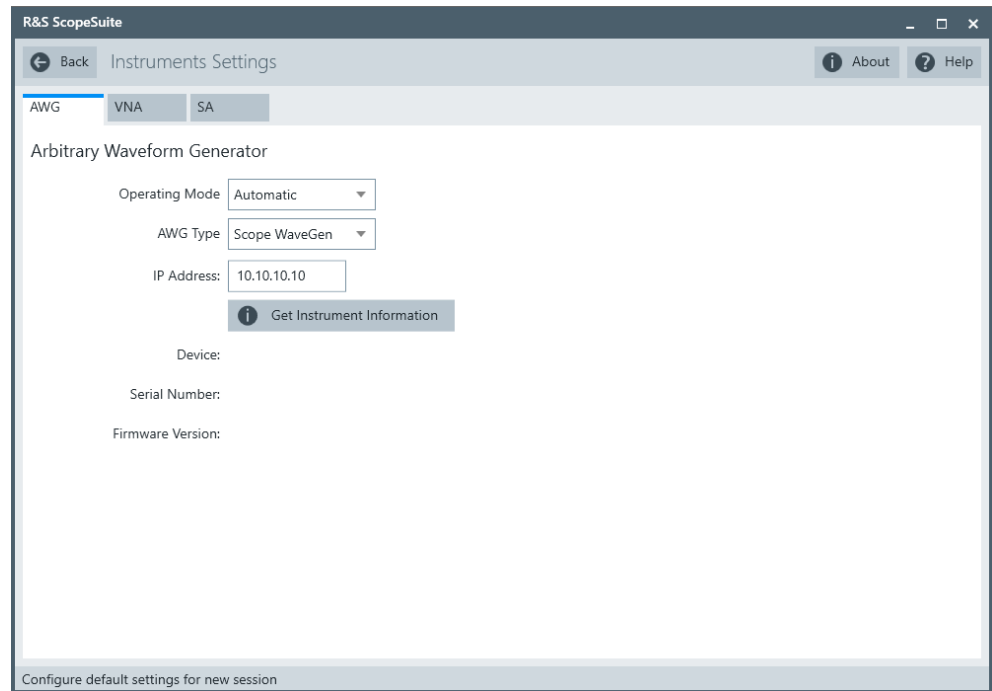 R&S ScopeSuite
Back Instruments Settings About Help
AWG VNA SA
Arbitrary Waveform Generator
Operating Mode Automatic
AWG Type Scope WaveGen
IP Address: 10.10.10.10
Get Instrument Information
Device:
Serial Number:
Firmware Version:
Configure default settings for new session